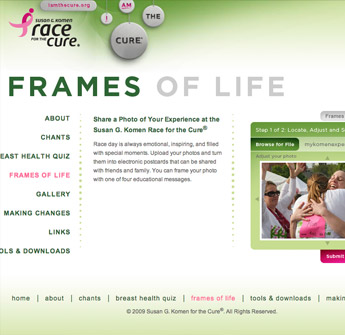 iamthecure.org
I
AM
THE
CURE
SUSAN G. KOMEN
race
FOR THE
cure.
FRAMES OF LIFE
ABOUT
CHANTS
EAST HEALTH QUIZ
FRAMES OF LIFE
GALLERY
MAKING CHANGES
LINKS
OLS & DOWNLOADS
Share a Photo of Your Experience at the
Susan G. Komen Race for the Cure®
Race day is always emotional, inspiring, and filled
with special moments. Upload your photos and turn
them into electronic postcards that can be shared
with friends and family. You can frame your photo
with one of four educational messages.
Frames
Step 1 of 2: Locate, Adjust and S
Browse for File
mykomenexpe
Adjust your photo
Submit
home | about | chants | breast health quiz | frames of life | tools & downloads | makin
© 2009 Susan G. Komen for the Cure®. All Rights Reserved.